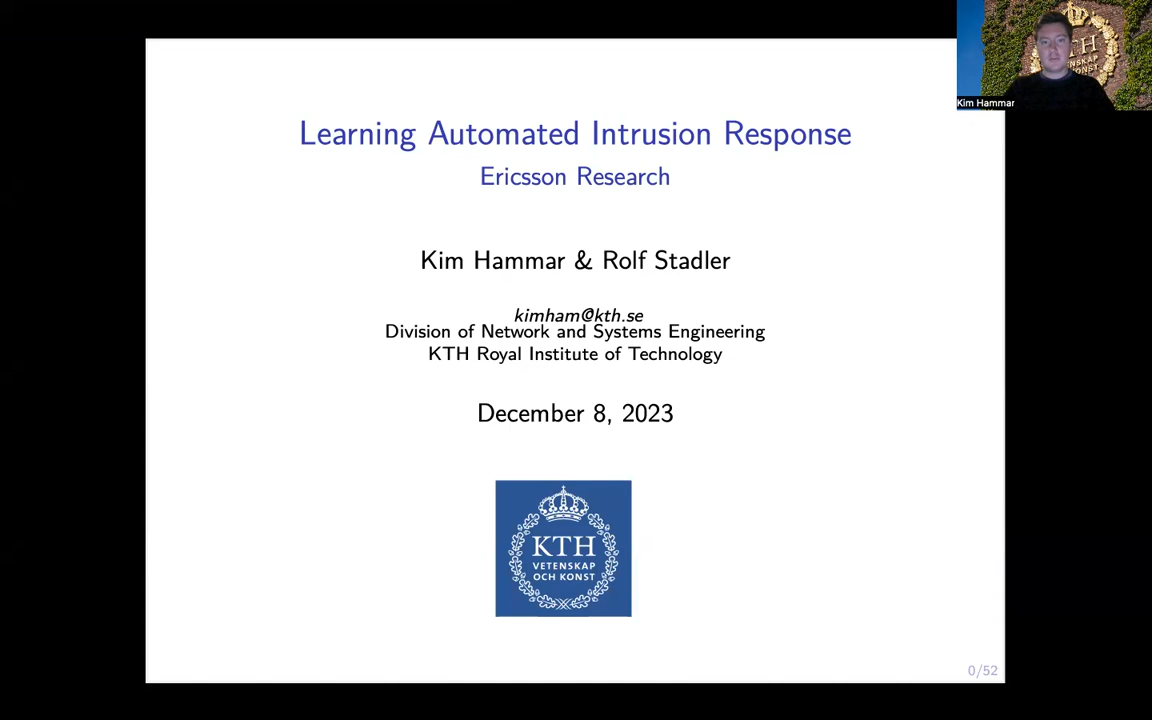 Learning Automated Intrusion Response
Ericsson Research
Kim Hammar & Rolf Stadler
kimham@kth.se
Division of Network and Systems Engineering
KTH Royal Institute of Technology
December 8, 2023
KTH
VETENSKAP
OCH KONST
0/52
Kim Hammar